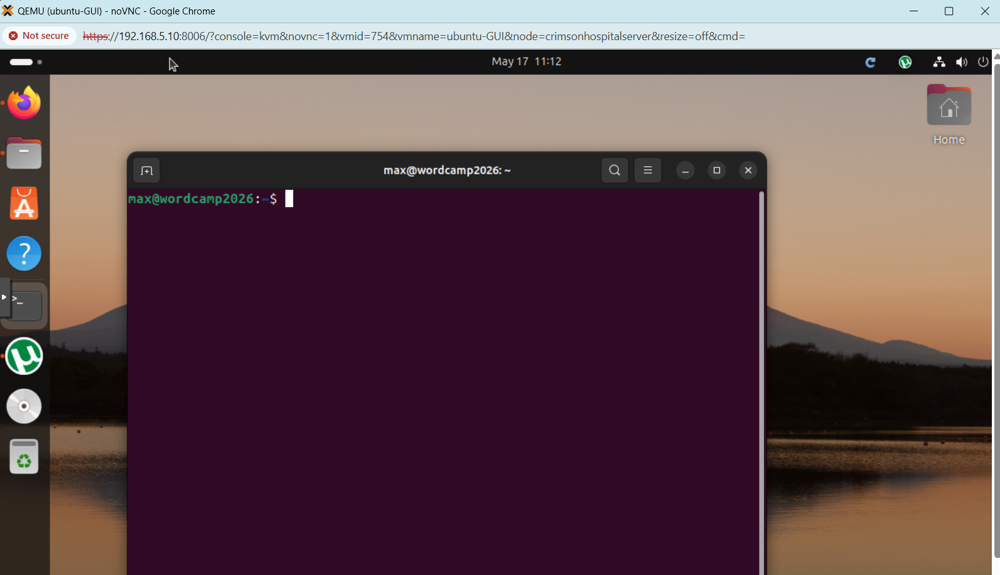 QEMU (ubuntu-GUI) - noVNC - Google Chrome
Not secure https://192.168.5.10:8006/?console=kvm&novnc=1&vmid=754&vmname=ubuntu-GUI&node=crimsonhospitalserver&resize=off&cmd=
May 17 11:12
Home
max@wordcamp2026: ~
max@wordcamp2026:~$